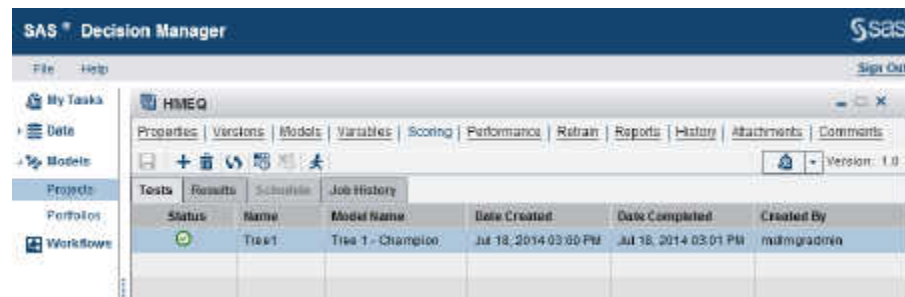 SAS ® Decision Manager
sas
File Help
Sign Out
My Tasks
Data
Models
Projects
Portfolios
Workflows
HMEQ
Properties | Versions | Models | Variables | Scoring | Performance | Retrain | Reports | History | Attachments | Comments
Version: 1.0
Tests Results Schedule Job History
Status Name Model Name Date Created Date Completed Created By
Tree1 Tree 1 - Champion Jul 18, 2014 PM Jul 18, 2014 03:01 PM mdlmgradmin